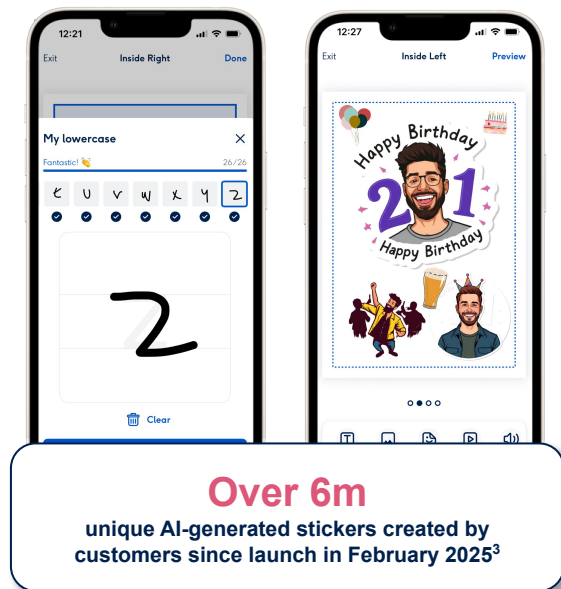 12:21
Exit Inside Right Done
My lowercase
Fantastic! 👏 26/26
t u v w x y z
z
Clear
12:27
Exit Inside Left Preview
Happy Birthday
21
Happy Birthday
T
Over 6m
unique AI-generated stickers created by
customers since launch in February 2025³